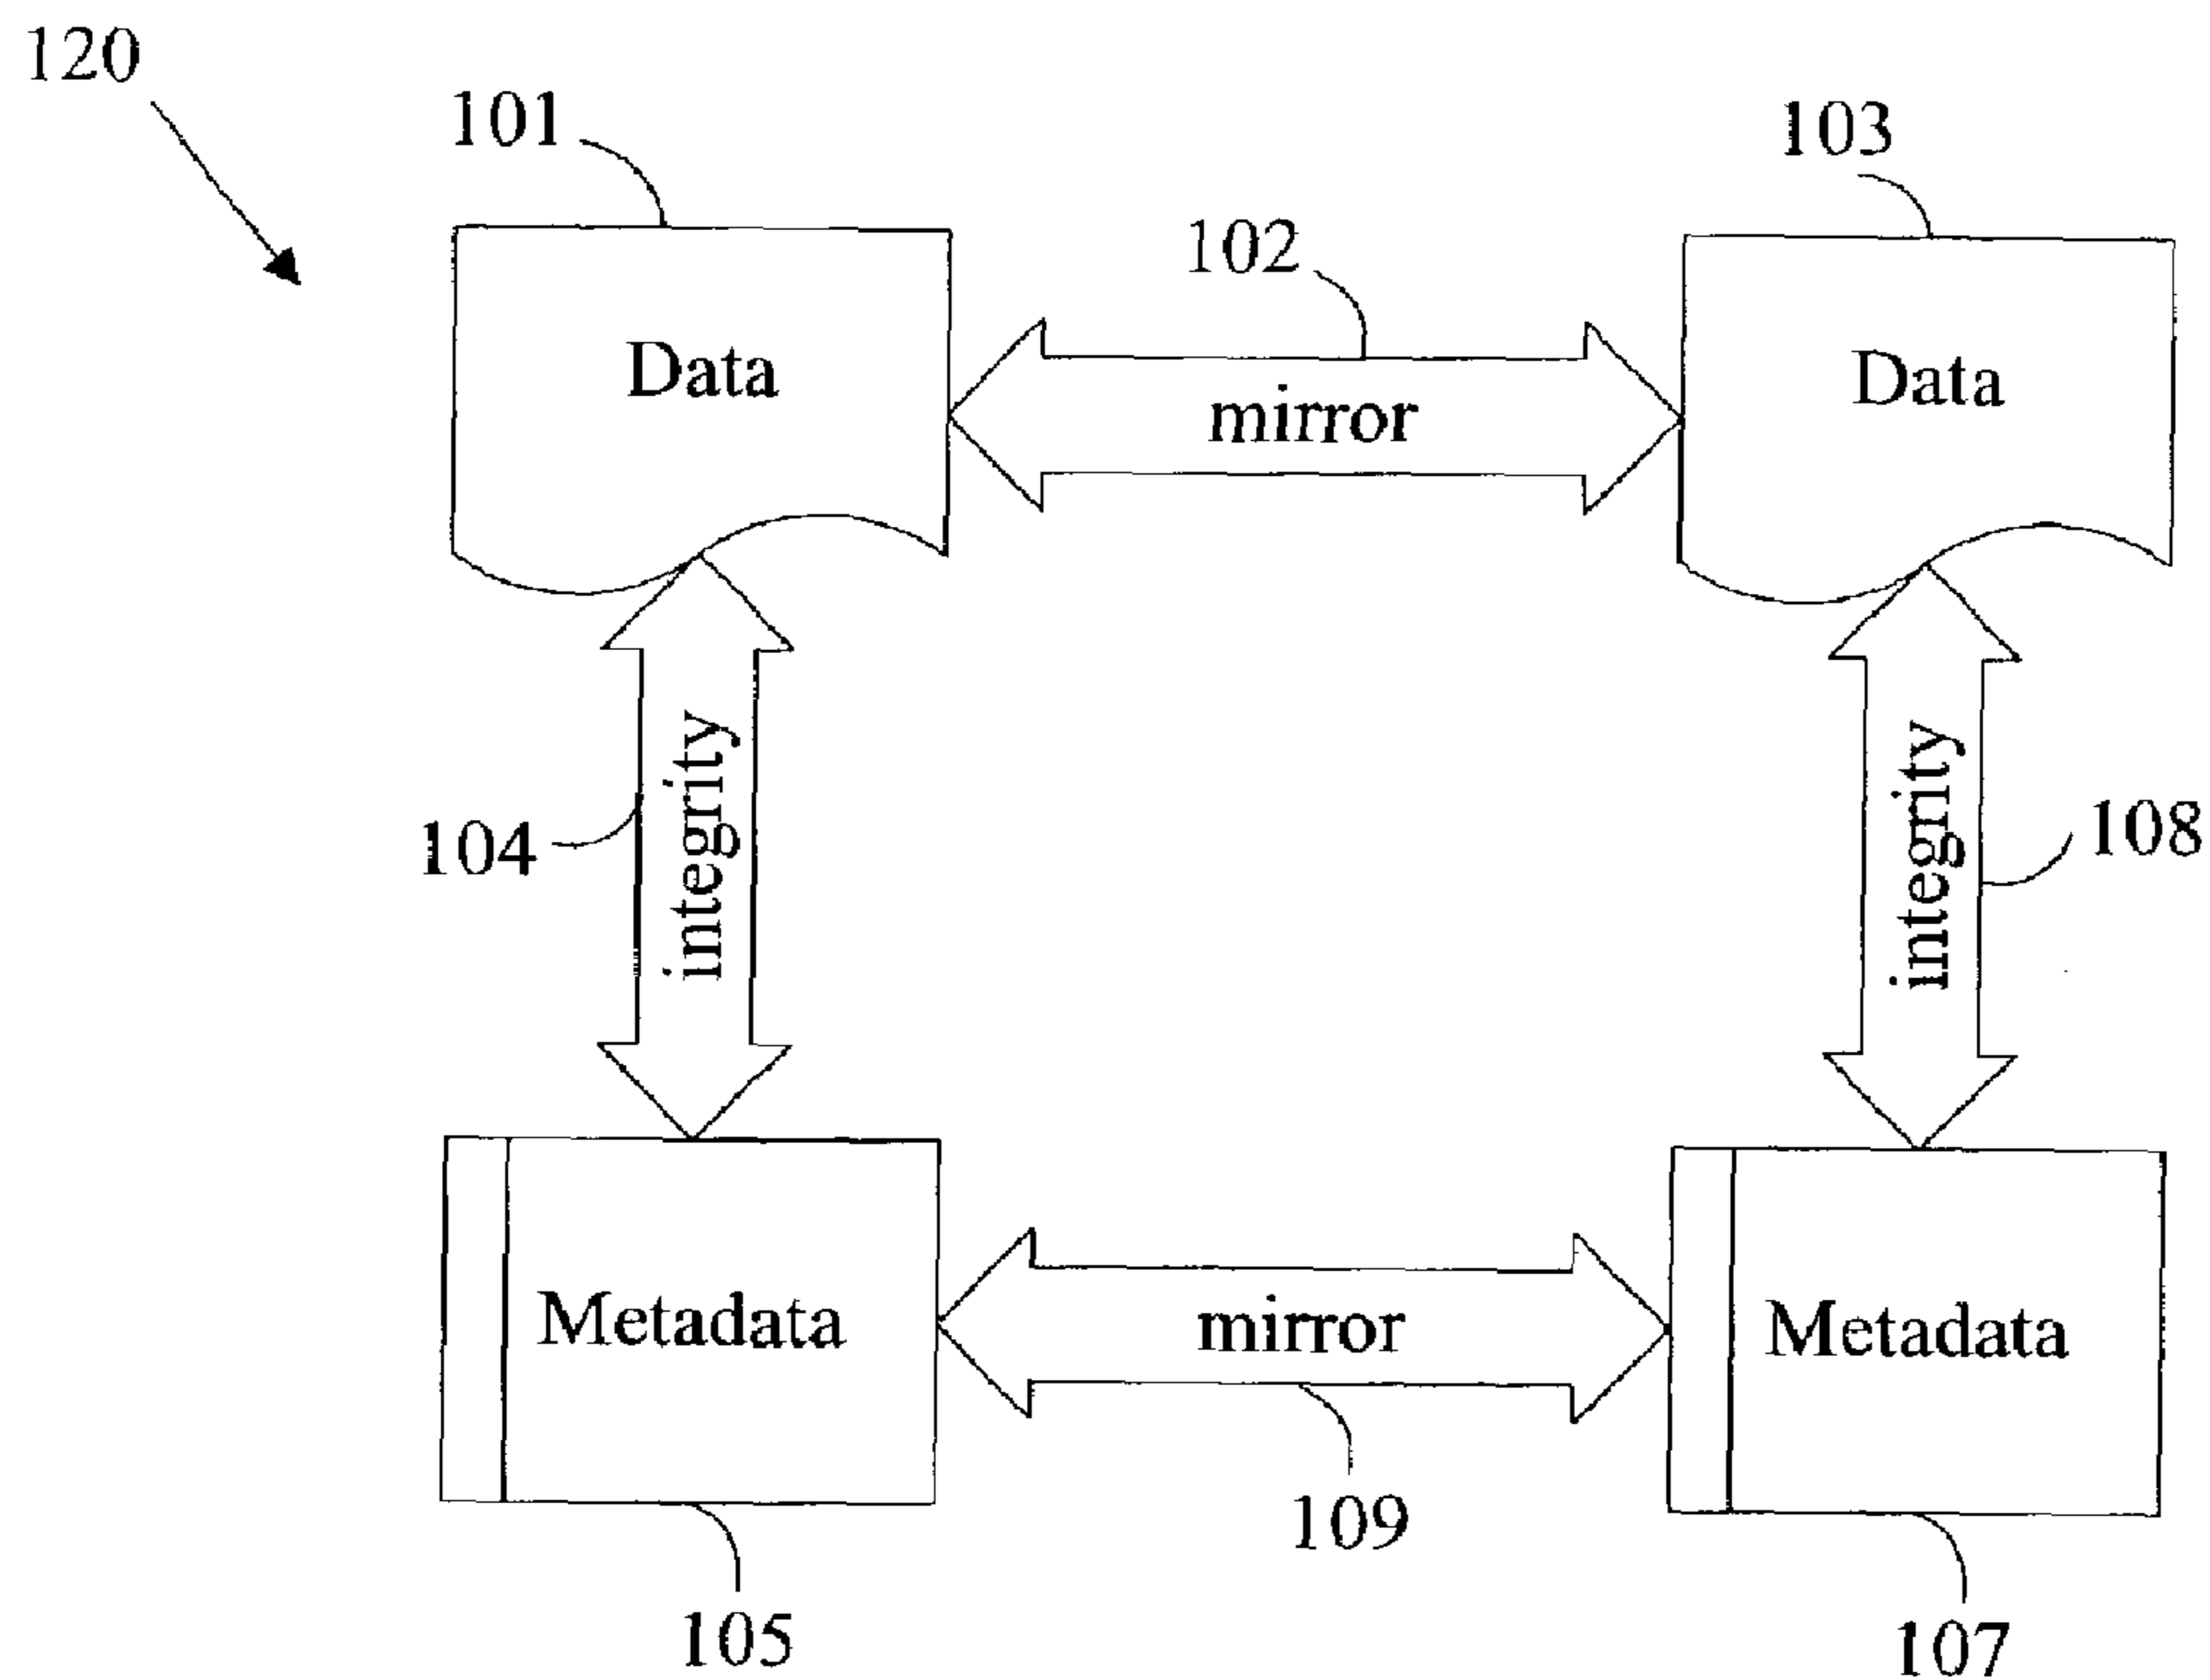 120
101
103
102
Data
Data
mirror
integrity
integrity
104
108
Metadata
mirror
Metadata
109
105
107